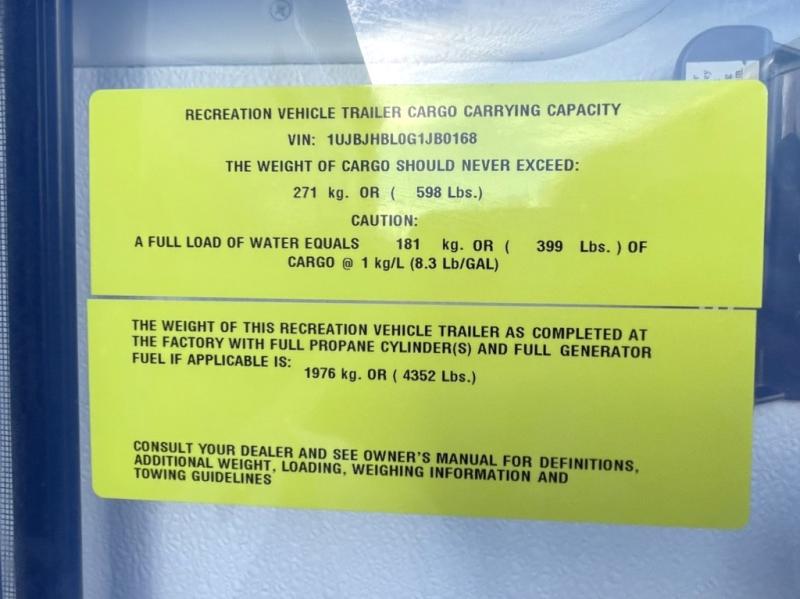 RECREATION VEHICLE TRAILER CARGO CARRYING CAPACITY
VIN: 1UJBJHBL0G1JB0168
THE WEIGHT OF CARGO SHOULD NEVER EXCEED:
271 kg. OR ( 598 Lbs.)
CAUTION:
A FULL LOAD OF WATER EQUALS 181 kg. OR ( 399 Lbs. ) OF
CARGO @ 1 kg/L (8.3 Lb/GAL)
THE WEIGHT OF THIS RECREATION VEHICLE TRAILER AS COMPLETED AT
THE FACTORY WITH FULL PROPANE CYLINDER(S) AND FULL GENERATOR
FUEL IF APPLICABLE IS:
1976 kg. OR ( 4352 Lbs.)
CONSULT YOUR DEALER AND SEE OWNER'S MANUAL FOR DEFINITIONS,
ADDITIONAL WEIGHT, LOADING, WEIGHING INFORMATION AND
TOWING GUIDELINES